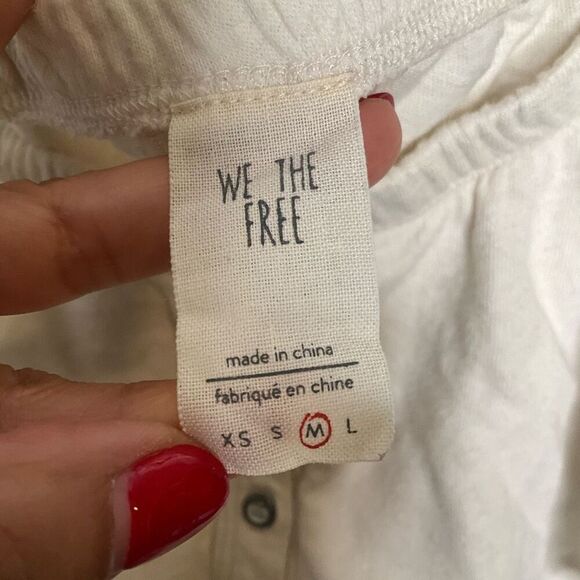 WE THE
FREE
made in china
fabriqué en chine
XS S M L